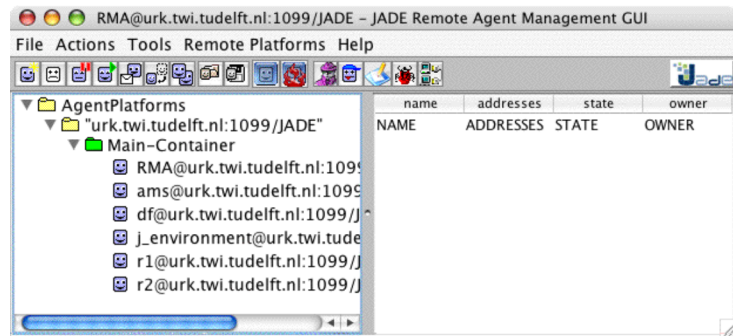 RMA@urk.twi.tudelft.nl:1099/JADE – JADE Remote Agent Management GUI
File Actions Tools Remote Platforms Help
Jade
AgentPlatforms
"urk.twi.tudelft.nl:1099/JADE"
Main-Container
RMA@urk.twi.tudelft.nl:1099
ams@urk.twi.tudelft.nl:1099
df@urk.twi.tudelft.nl:1099/J
j_environment@urk.twi.tude
r1@urk.twi.tudelft.nl:1099/J
r2@urk.twi.tudelft.nl:1099/J
name addresses state owner
NAME ADDRESSES STATE OWNER